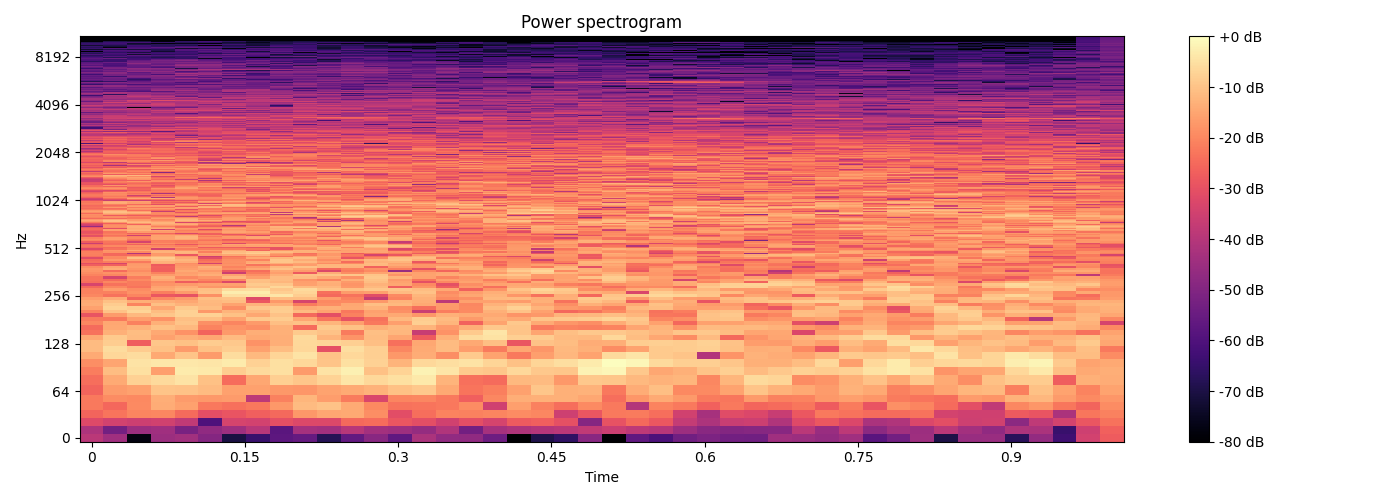 Power spectrogram
Hz
8192
4096
2048
1024
512
256
128
64
0
0 0.15 0.3 0.45 0.6 0.75 0.9
Time
+0 dB
-10 dB
-20 dB
-30 dB
-40 dB
-50 dB
-60 dB
-70 dB
-80 dB